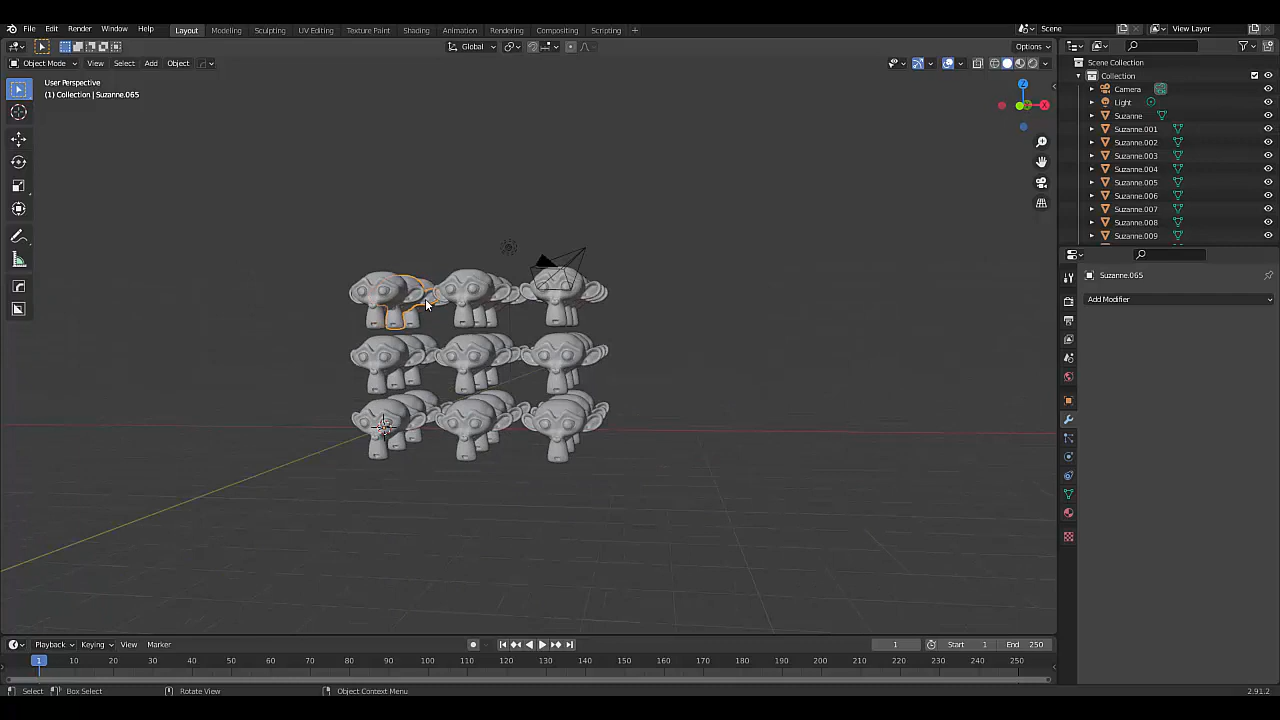 File Edit Render Window Help Layout Modeling Sculpting UV Editing Texture Paint Shading Animation Rendering Compositing Scripting + Scene View Layer
Global Options
Object Mode View Select Add Object
User Perspective
(1) Collection | Suzanne.065
Z
X
Y
Scene Collection
Collection
Camera
Light
Suzanne
Suzanne.001
Suzanne.002
Suzanne.003
Suzanne.004
Suzanne.005
Suzanne.006
Suzanne.007
Suzanne.008
Suzanne.009
Suzanne.065
Add Modifier
Playback Keying View Marker 1 Start 1 End 250
1 10 20 30 40 50 60 70 80 90 100 110 120 130 140 150 160 170 180 190 200 210 220 230 240 250
Select Box Select Rotate View Object Context Menu 2.91.2